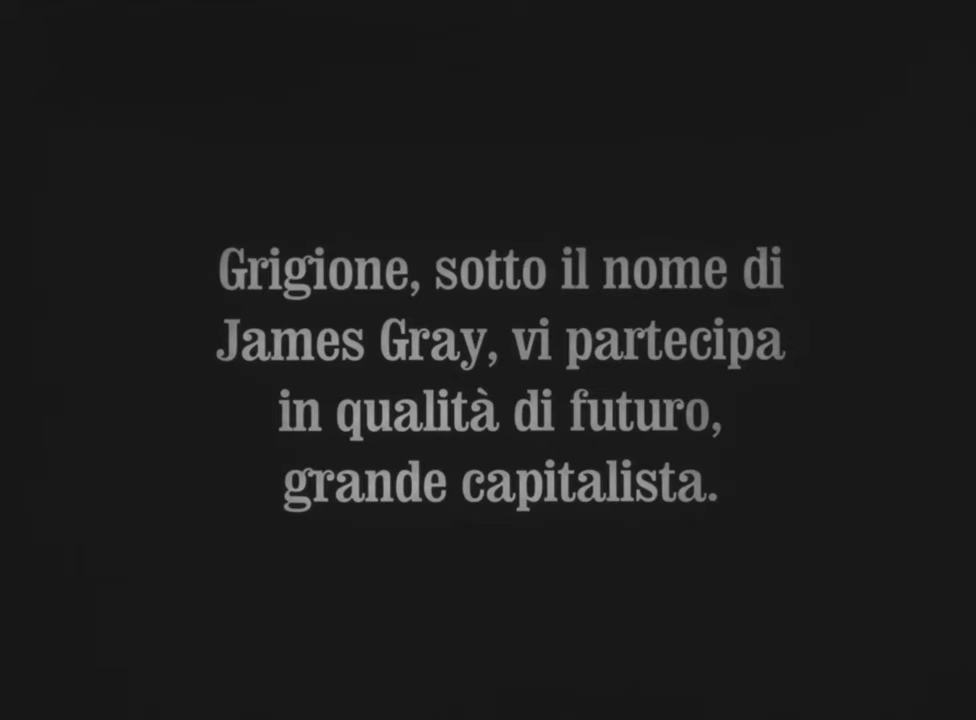 Grigione, sotto il nome di
James Gray, vi partecipa
in qualità di futuro,
grande capitalista.